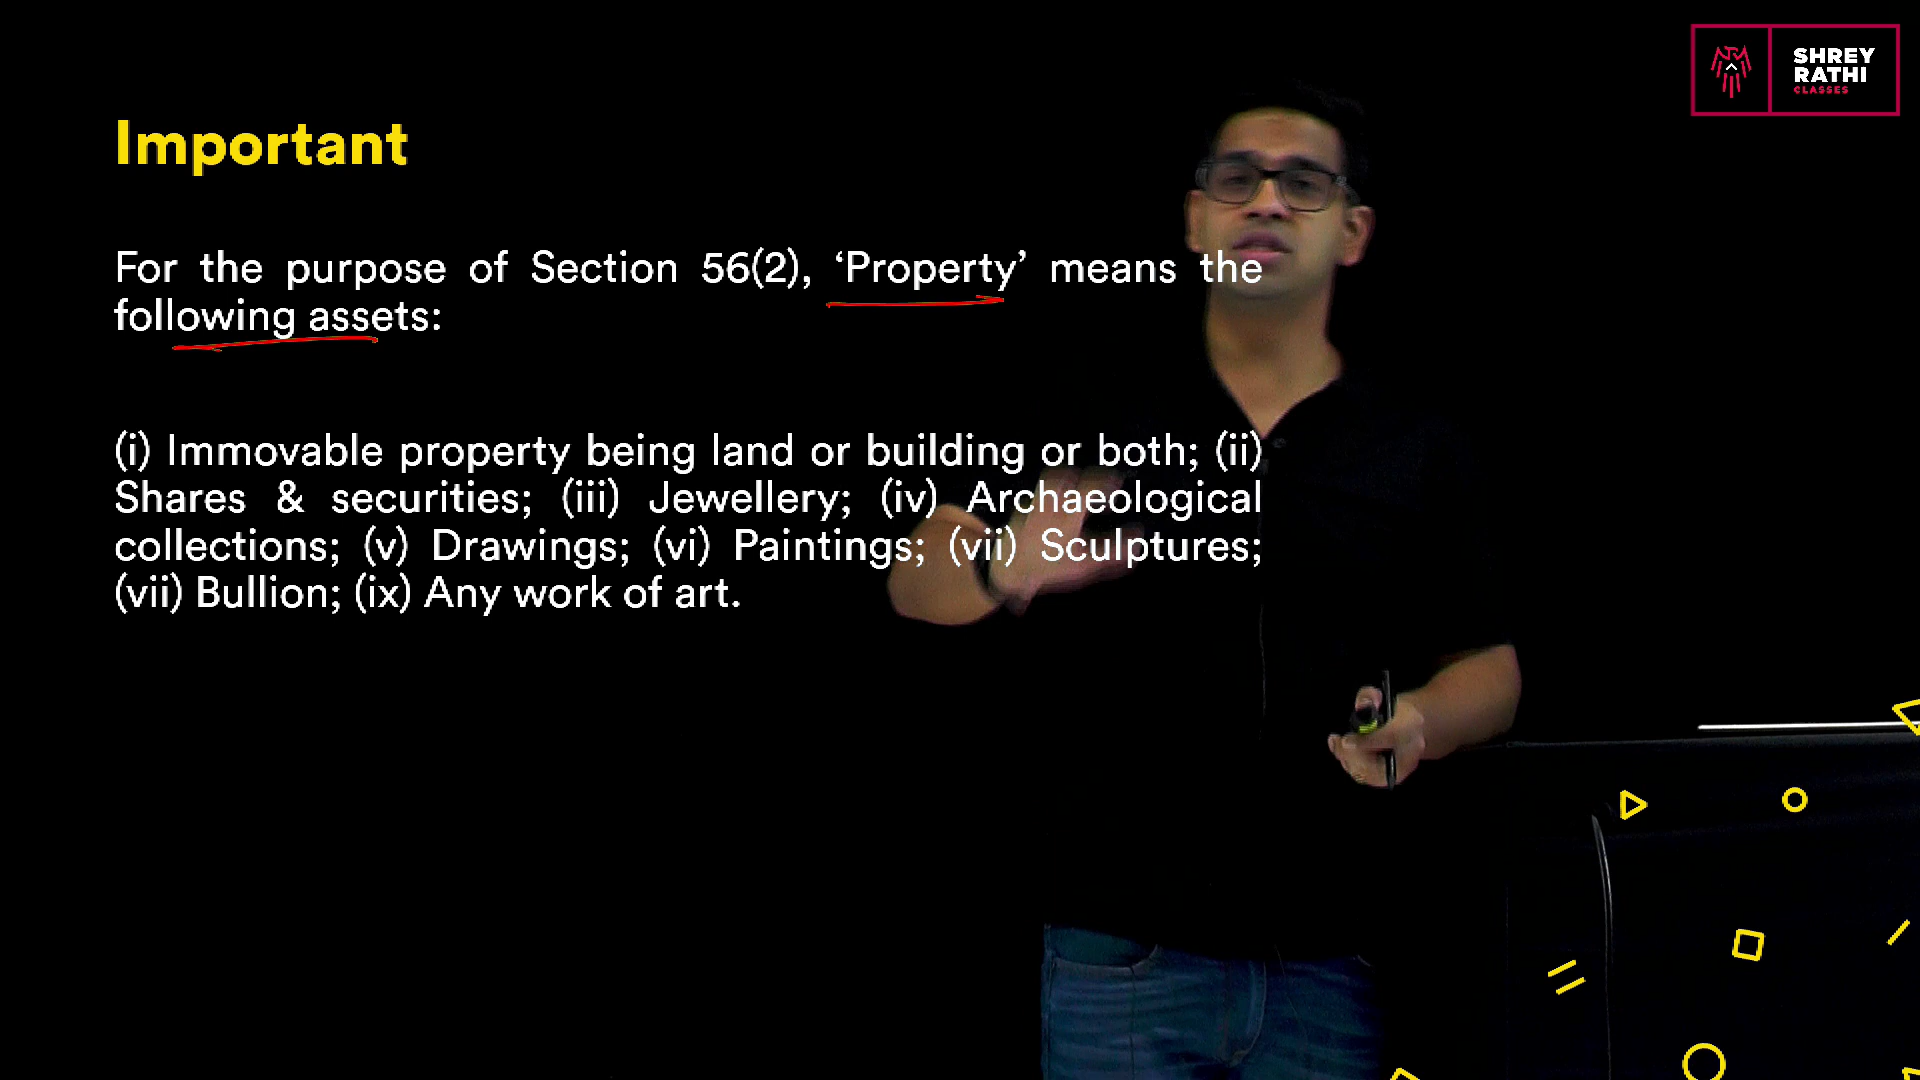 SHREY
RATHI
CLASSES
Important
For the purpose of Section 56(2), ‘Property’ means the
following assets:
(i) Immovable property being land or building or both; (ii)
Shares & securities; (iii) Jewellery; (iv) Archaeological
collections; (v) Drawings; (vi) Paintings; (vii) Sculptures;
(vii) Bullion; (ix) Any work of art.